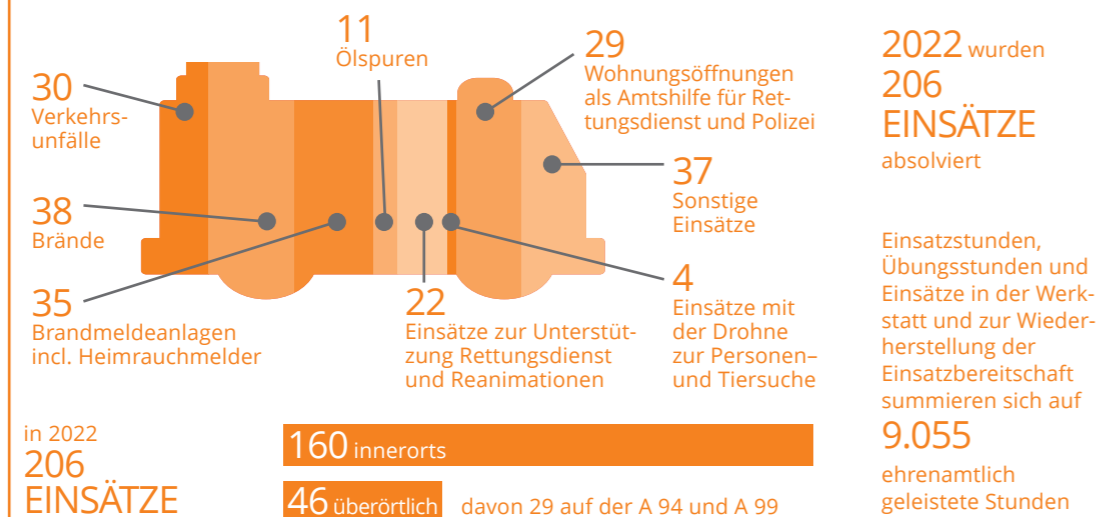 30
Verkehrs-
unfälle
11
Ölspuren
29
Wohnungsöffnungen
als Amtshilfe für Ret-
tungsdienst und Polizei
38
Brände
37
Sonstige
Einsätze
35
Brandmeldeanlagen
incl. Heimrauchmelder
22
Einsätze zur Unterstüt-
zung Rettungsdienst
und Reanimationen
4
Einsätze mit
der Drohne
zur Personen–
und Tiersuche
2022 wurden
206
EINSÄTZE
absolviert
Einsatzstunden,
Übungsstunden und
Einsätze in der Werk-
statt und zur Wieder-
herstellung der
Einsatzbereitschaft
summieren sich auf
9.055
ehrenamtlich
geleistete Stunden
in 2022
206
EINSÄTZE
160 innerorts
46 überörtlich davon 29 auf der A 94 und A 99